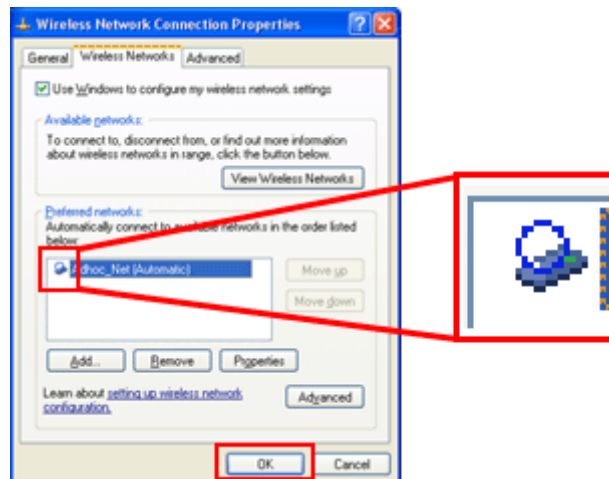 Wireless Network Connection Properties
General Wireless Networks Advanced
Use Windows to configure my wireless network settings
Available networks:
To connect to, disconnect from, or find out more information
about wireless networks in range, click the button below.
View Wireless Networks
Preferred networks:
Automatically connect to available networks in the order listed
below:
Adhoc_Net (Automatic)
Move up
Move down
Add... Remove Properties
Learn about setting up wireless network
configuration.
Advanced
OK Cancel